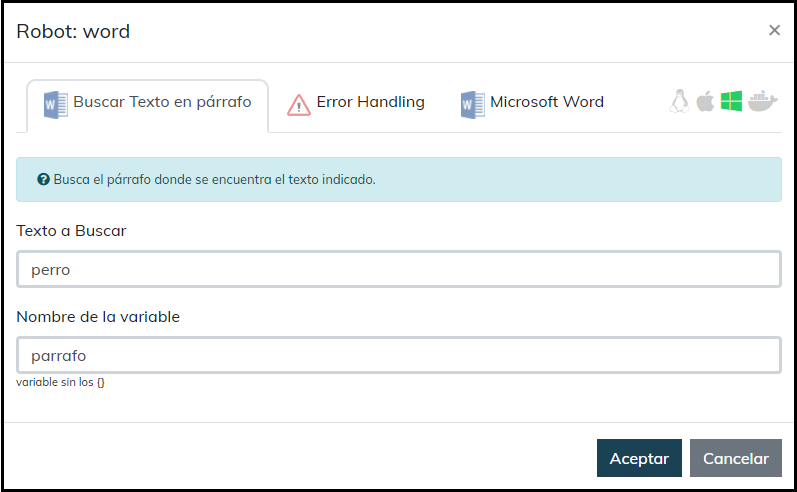 Robot: word
×
Buscar Texto en párrafo
Error Handling
Microsoft Word
Busca el párrafo donde se encuentra el texto indicado.
Texto a Buscar
perro
Nombre de la variable
parrafo
variable sin los {}
Aceptar
Cancelar